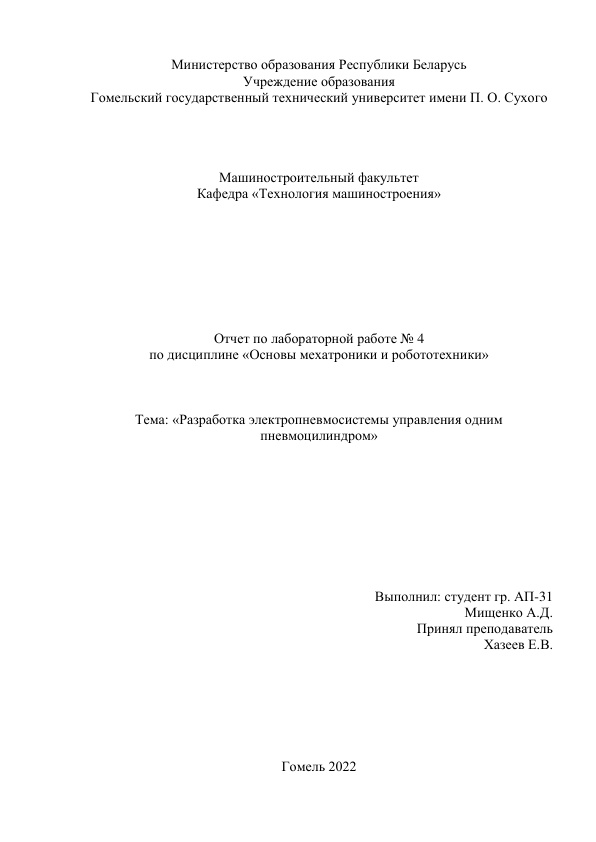 Министерство образования Республики Беларусь
Учреждение образования
Гомельский государственный технический университет имени П. О. Сухого
Машиностроительный факультет
Кафедра «Технология машиностроения»
Отчет по лабораторной работе № 4
по дисциплине «Основы мехатроники и робототехники»
Тема: «Разработка электропневмосистемы управления одним
пневмоцилиндром»
Выполнил: студент гр. АП-31
Мищенко А.Д.
Принял преподаватель
Хазеев Е.В.
Гомель 2022